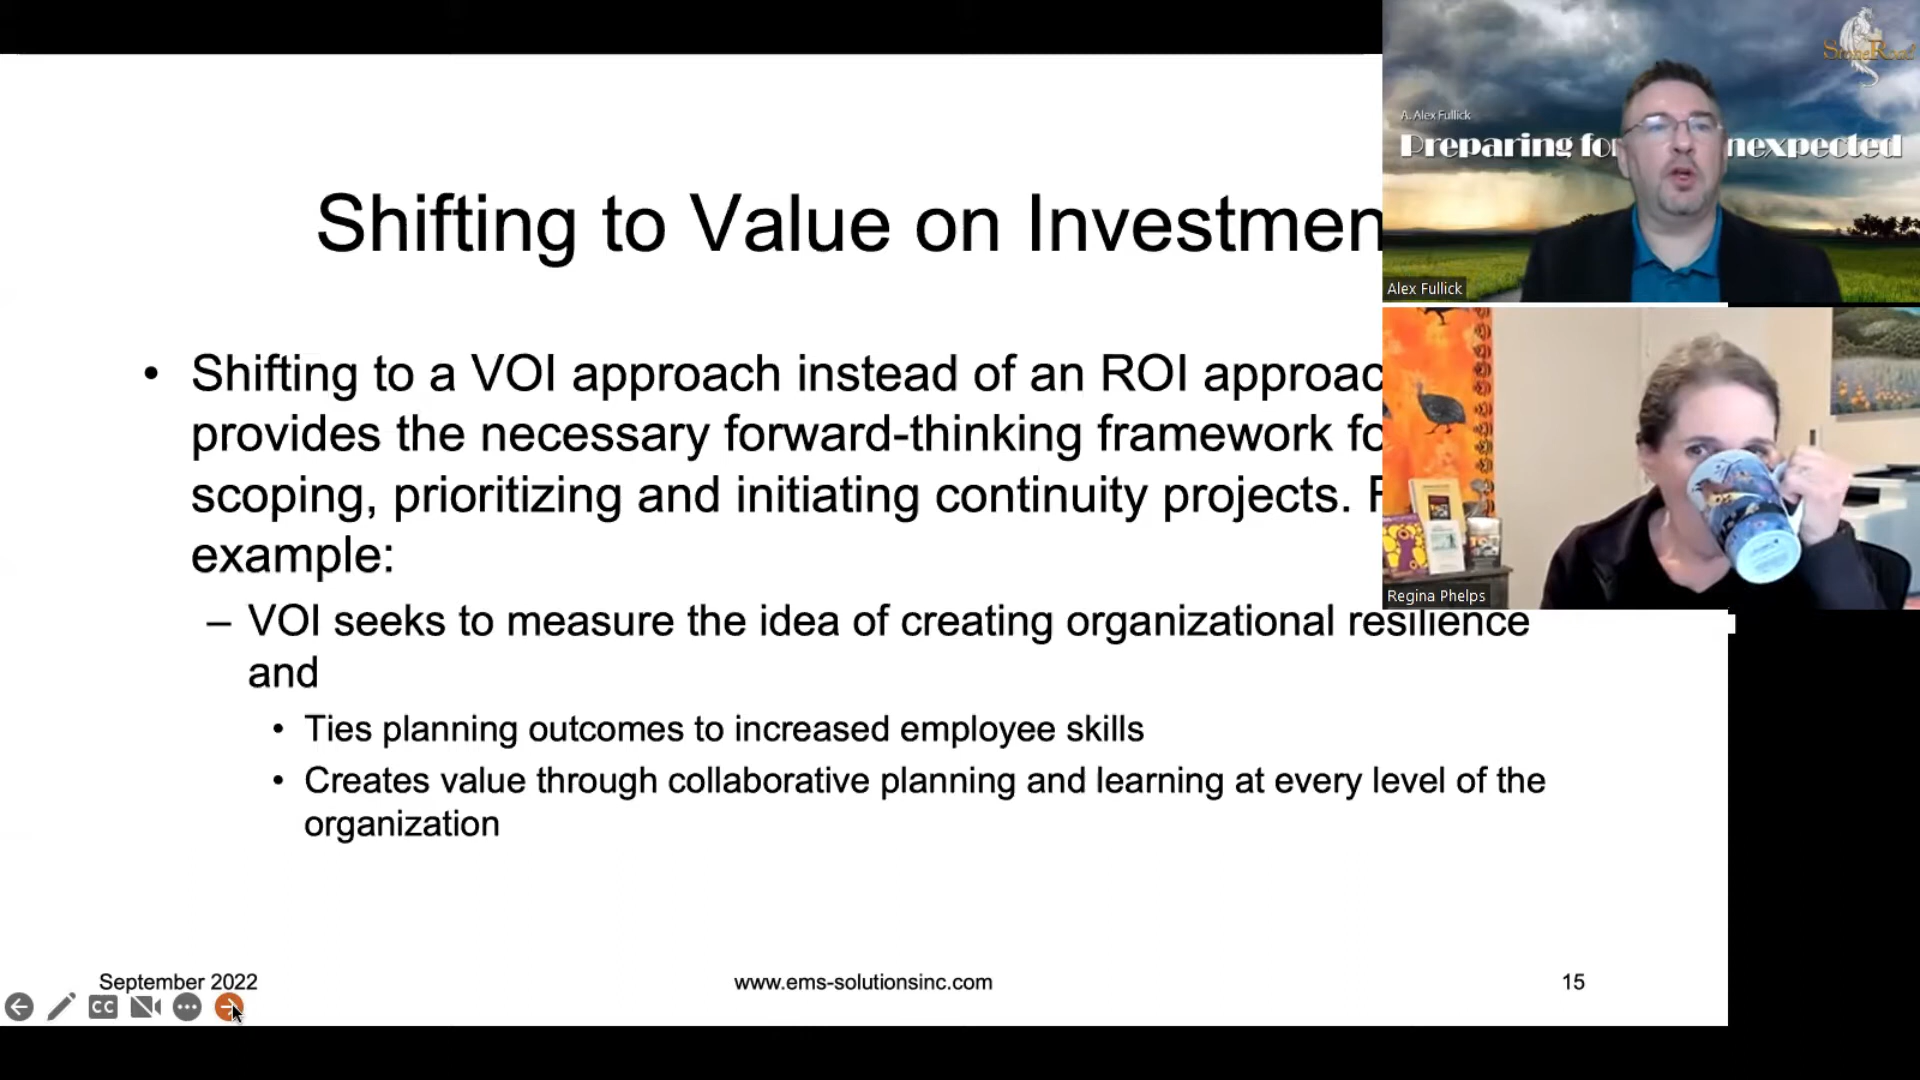 Shifting to Value on Investmen
• Shifting to a VOI approach instead of an ROI approac
provides the necessary forward-thinking framework fo
scoping, prioritizing and initiating continuity projects. F
example:
– VOI seeks to measure the idea of creating organizational resilience
and
• Ties planning outcomes to increased employee skills
• Creates value through collaborative planning and learning at every level of the
organization
September 2022
www.ems-solutionsinc.com
15
CC
StoneRoad
A. Alex Fullick
Preparing for nexpected
Alex Fullick
Regina Phelps